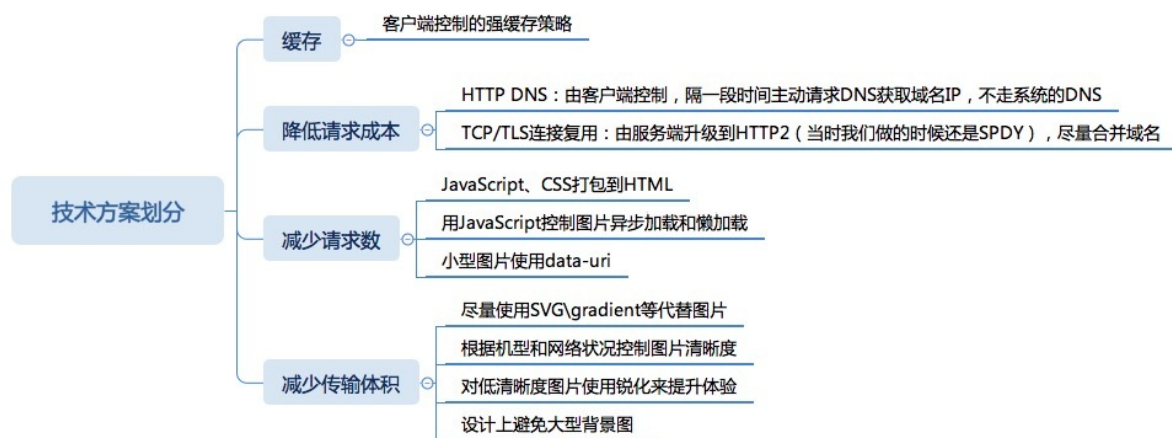 技术方案划分
缓存
客户端控制的强缓存策略
降低请求成本
HTTP DNS：由客户端控制，隔一段时间主动请求DNS获取域名IP，不走系统的DNS
TCP/TLS连接复用：由服务端升级到HTTP2（当时我们做的时候还是SPDY），尽量合并域名
减少请求数
JavaScript、CSS打包到HTML
用JavaScript控制图片异步加载和懒加载
小型图片使用data-uri
减少传输体积
尽量使用SVG\gradient等代替图片
根据机型和网络状况控制图片清晰度
对低清晰度图片使用锐化来提升体验
设计上避免大型背景图